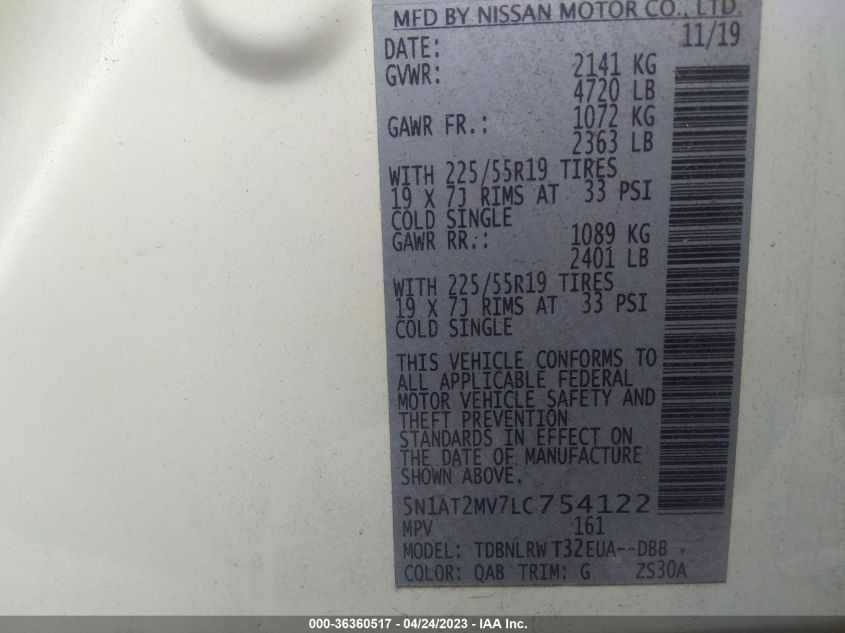 MFD BY NISSAN MOTOR CO., LTD.
DATE: 11/19
GVWR: 2141 KG
4720 LB
GAWR FR.: 1072 KG
2363 LB
WITH 225/55R19 TIRES
19 X 7J RIMS AT 33 PSI
COLD SINGLE
GAWR RR.: 1089 KG
2401 LB
WITH 225/55R19 TIRES
19 X 7J RIMS AT 33 PSI
COLD SINGLE
THIS VEHICLE CONFORMS TO
ALL APPLICABLE FEDERAL
MOTOR VEHICLE SAFETY AND
THEFT PREVENTION
STANDARDS IN EFFECT ON
THE DATE OF MANUFACTURE
SHOWN ABOVE.
5N1AT2MV7LC754122
MPV 161
MODEL: TDBNLRW T32EUA--DBB
COLOR: QAB TRIM: G ZS30A
000-36360517 - 04/24/2023 - IAA Inc.